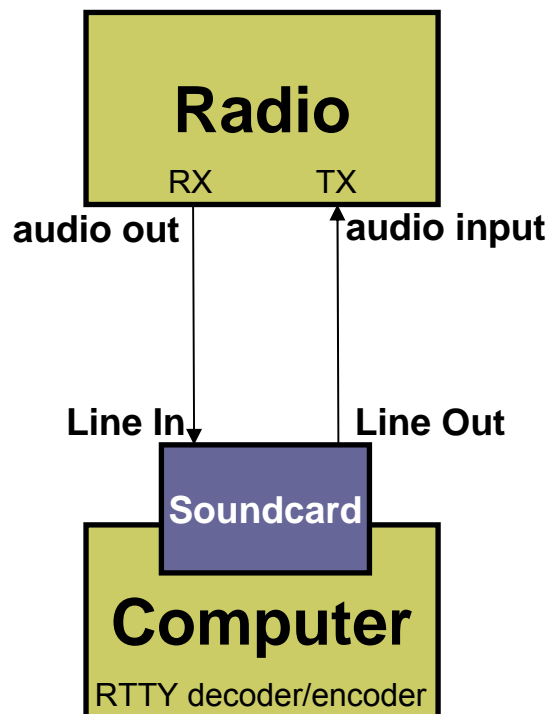 Radio
RX TX
audio out audio input
Line In Line Out
Soundcard
Computer
RTTY decoder/encoder